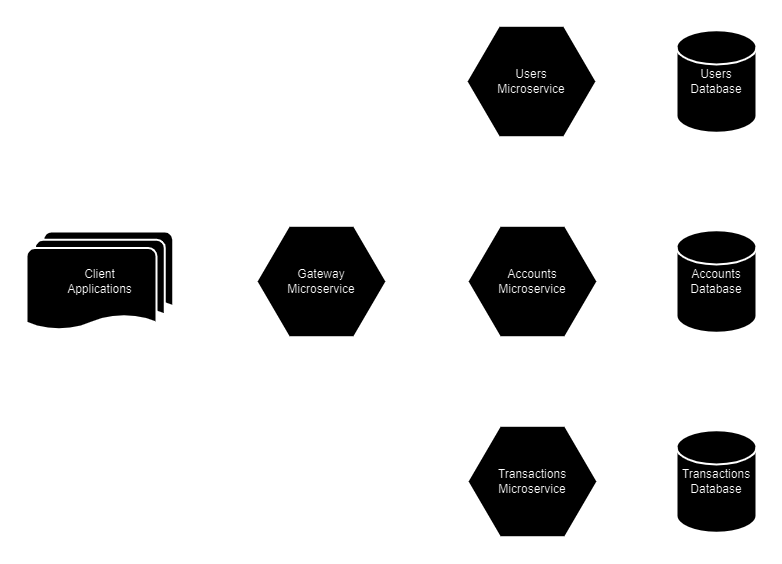 Users
Microservice
Users
Database
Client
Applications
Gateway
Microservice
Accounts
Microservice
Accounts
Database
Transactions
Microservice
Transactions
Database